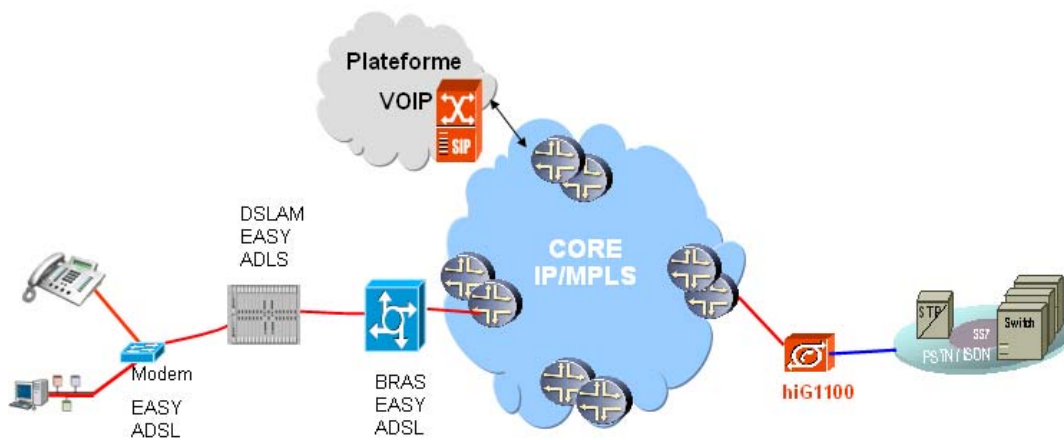 Plateforme
VOIP
SIP
DSLAM
EASY
ADLS
CORE
IP/MPLS
STP
SS7
Switch
PSTN / ISDN
Modem
EASY
ADSL
BRAS
EASY
ADSL
hiG1100